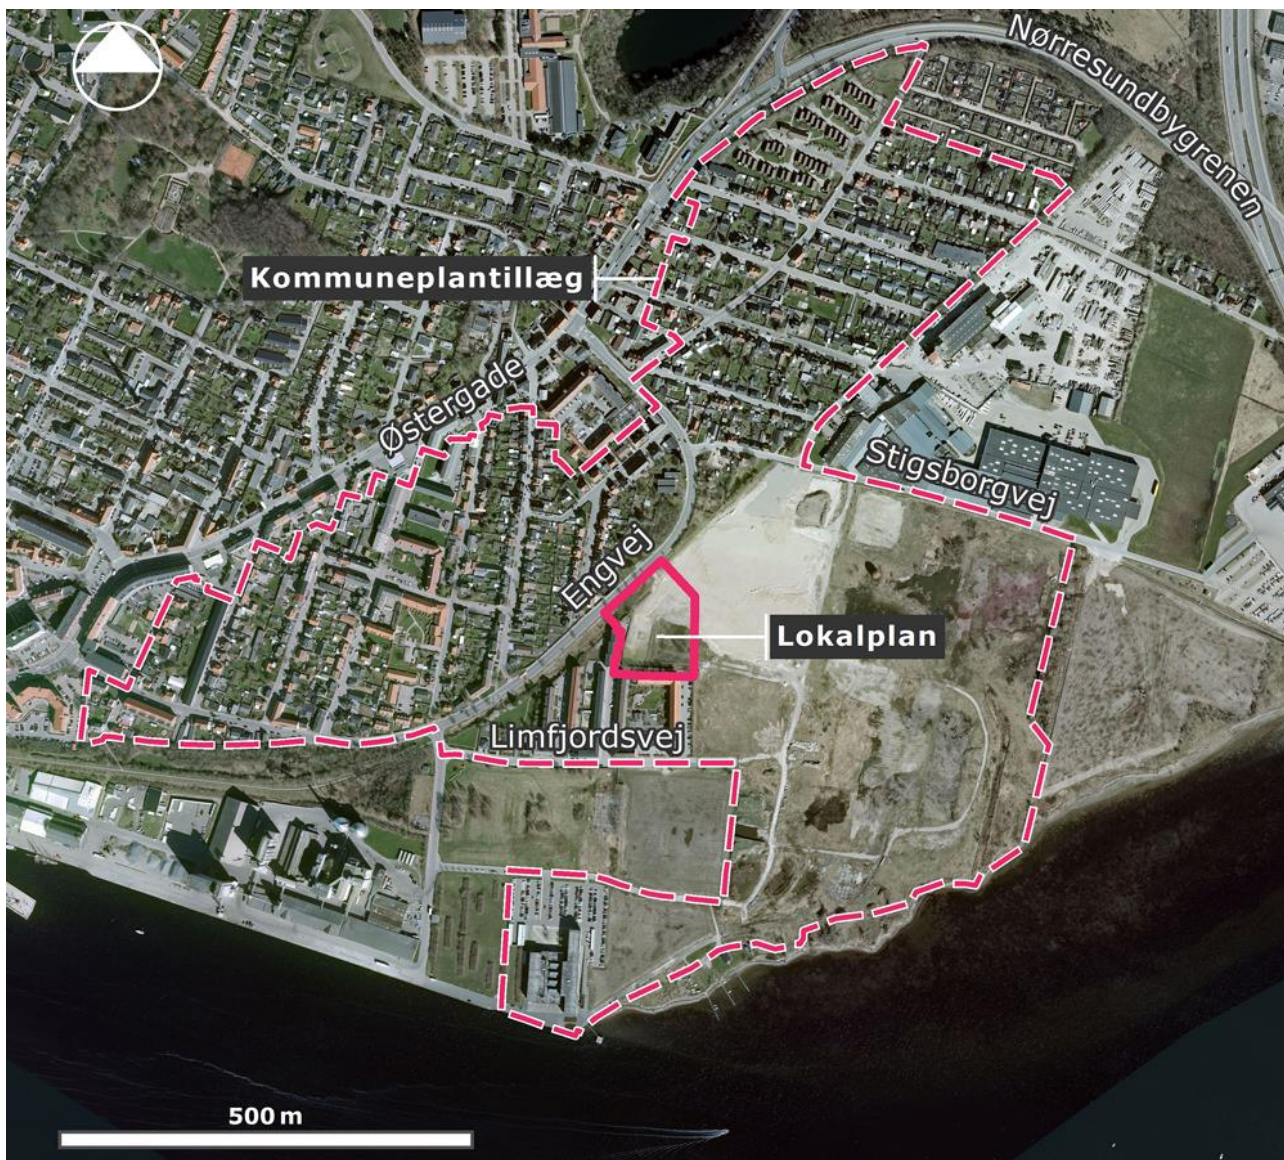 Nørresundbygrenen
Kommuneplantillæg
Østergade
Stigsborgvej
Engvej
Lokalplan
Limfjordsvej
500 m